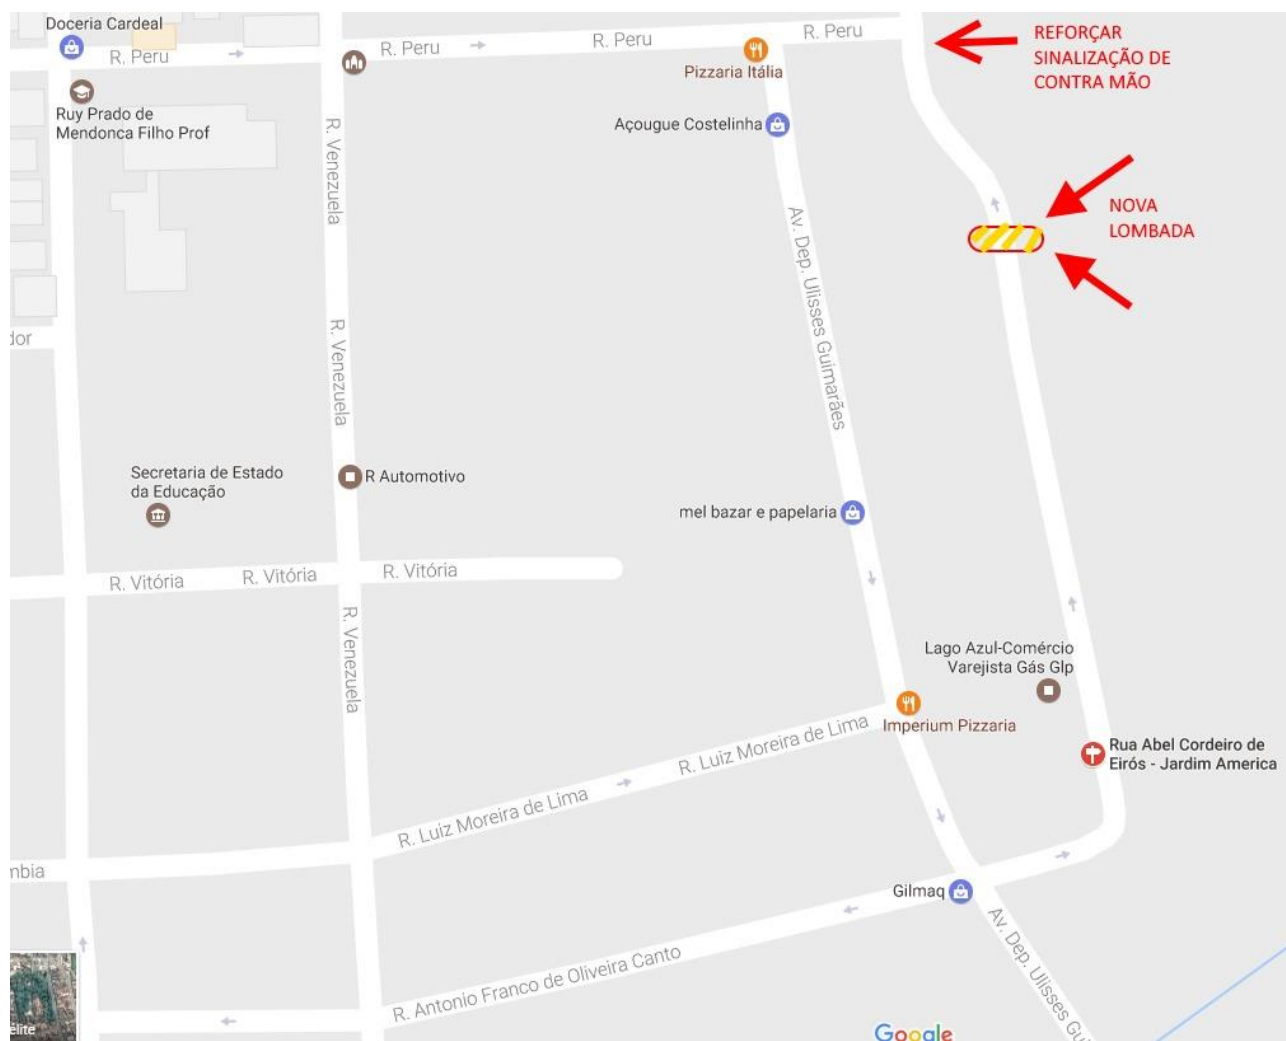 Doceria Cardeal
R. Peru
R. Peru
R. Peru
R. Peru
REFORÇAR
SINALIZAÇÃO DE
CONTRA MÃO
Pizzaria Itália
Ruy Prado de
Mendonca Filho Prof
Açougue Costelinha
R. Venezuela
NOVA
LOMBADA
Av. Dep. Ulisses Guimarães
dor
R. Venezuela
Secretaria de Estado
da Educação
R Automotivo
mel bazar e papelaria
R. Vitória
R. Vitória
R. Vitória
R. Venezuela
Lago Azul-Comércio
Varejista Gás Glp
Imperium Pizzaria
R. Luiz Moreira de Lima
Rua Abel Cordeiro de
Eirós - Jardim America
R. Luiz Moreira de Lima
mbia
Gilmaq
Av. Dep. Ulisses Gui
R. Antonio Franco de Oliveira Canto
élite
Google